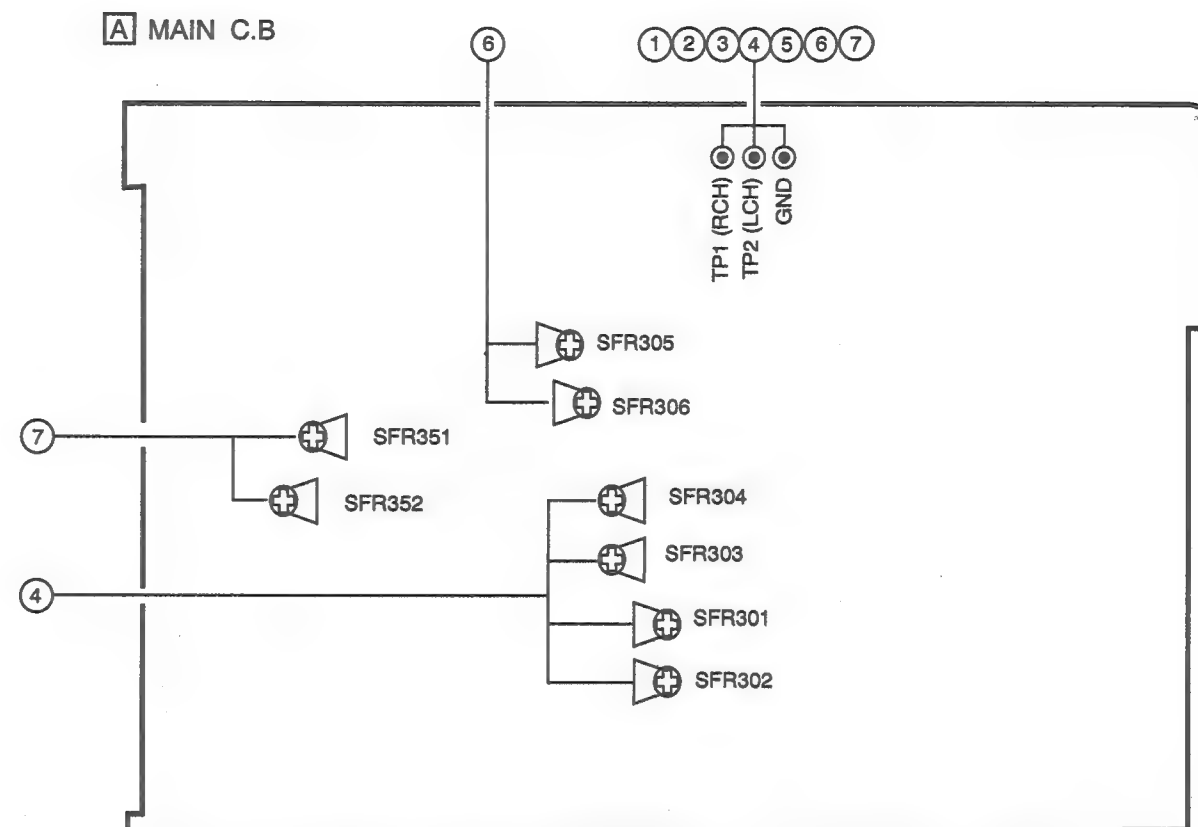 A MAIN C.B
6
1 2 3 4 5 6 7
TP1 (RCH)
TP2 (LCH)
GND
SFR305
SFR306
7
SFR351
SFR352
SFR304
SFR303
4
SFR301
SFR302